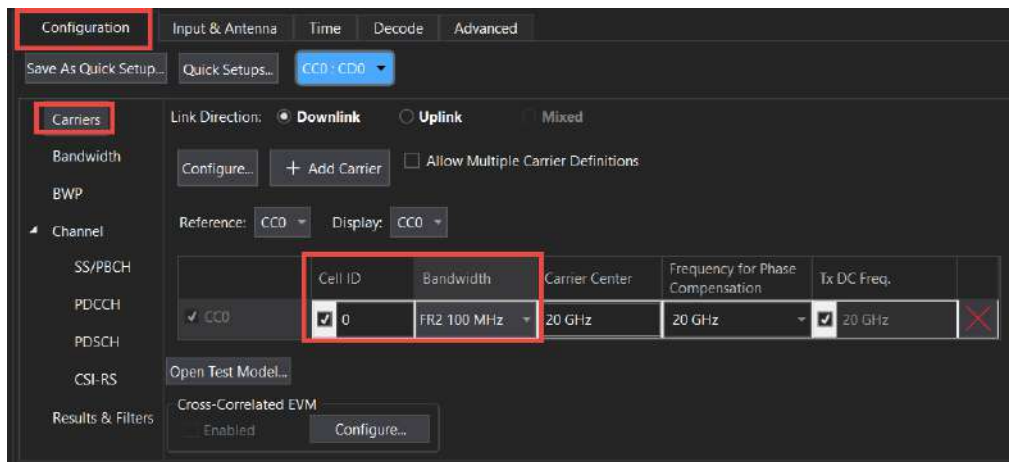 Configuration Input & Antenna Time Decode Advanced
Save As Quick Setup... Quick Setups... CC0 : CD0
Carriers
Link Direction: Downlink Uplink Mixed
Bandwidth
Configure... + Add Carrier Allow Multiple Carrier Definitions
BWP
Reference: CC0 Display: CC0
Channel
SS/PBCH
Cell ID Bandwidth Carrier Center Frequency for Phase Compensation Tx DC Freq.
PDCCH
CC0 0 FR2 100 MHz 20 GHz 20 GHz 20 GHz
PDSCH
Open Test Model...
CSI-RS
Cross-Correlated EVM
Results & Filters
Enabled Configure...